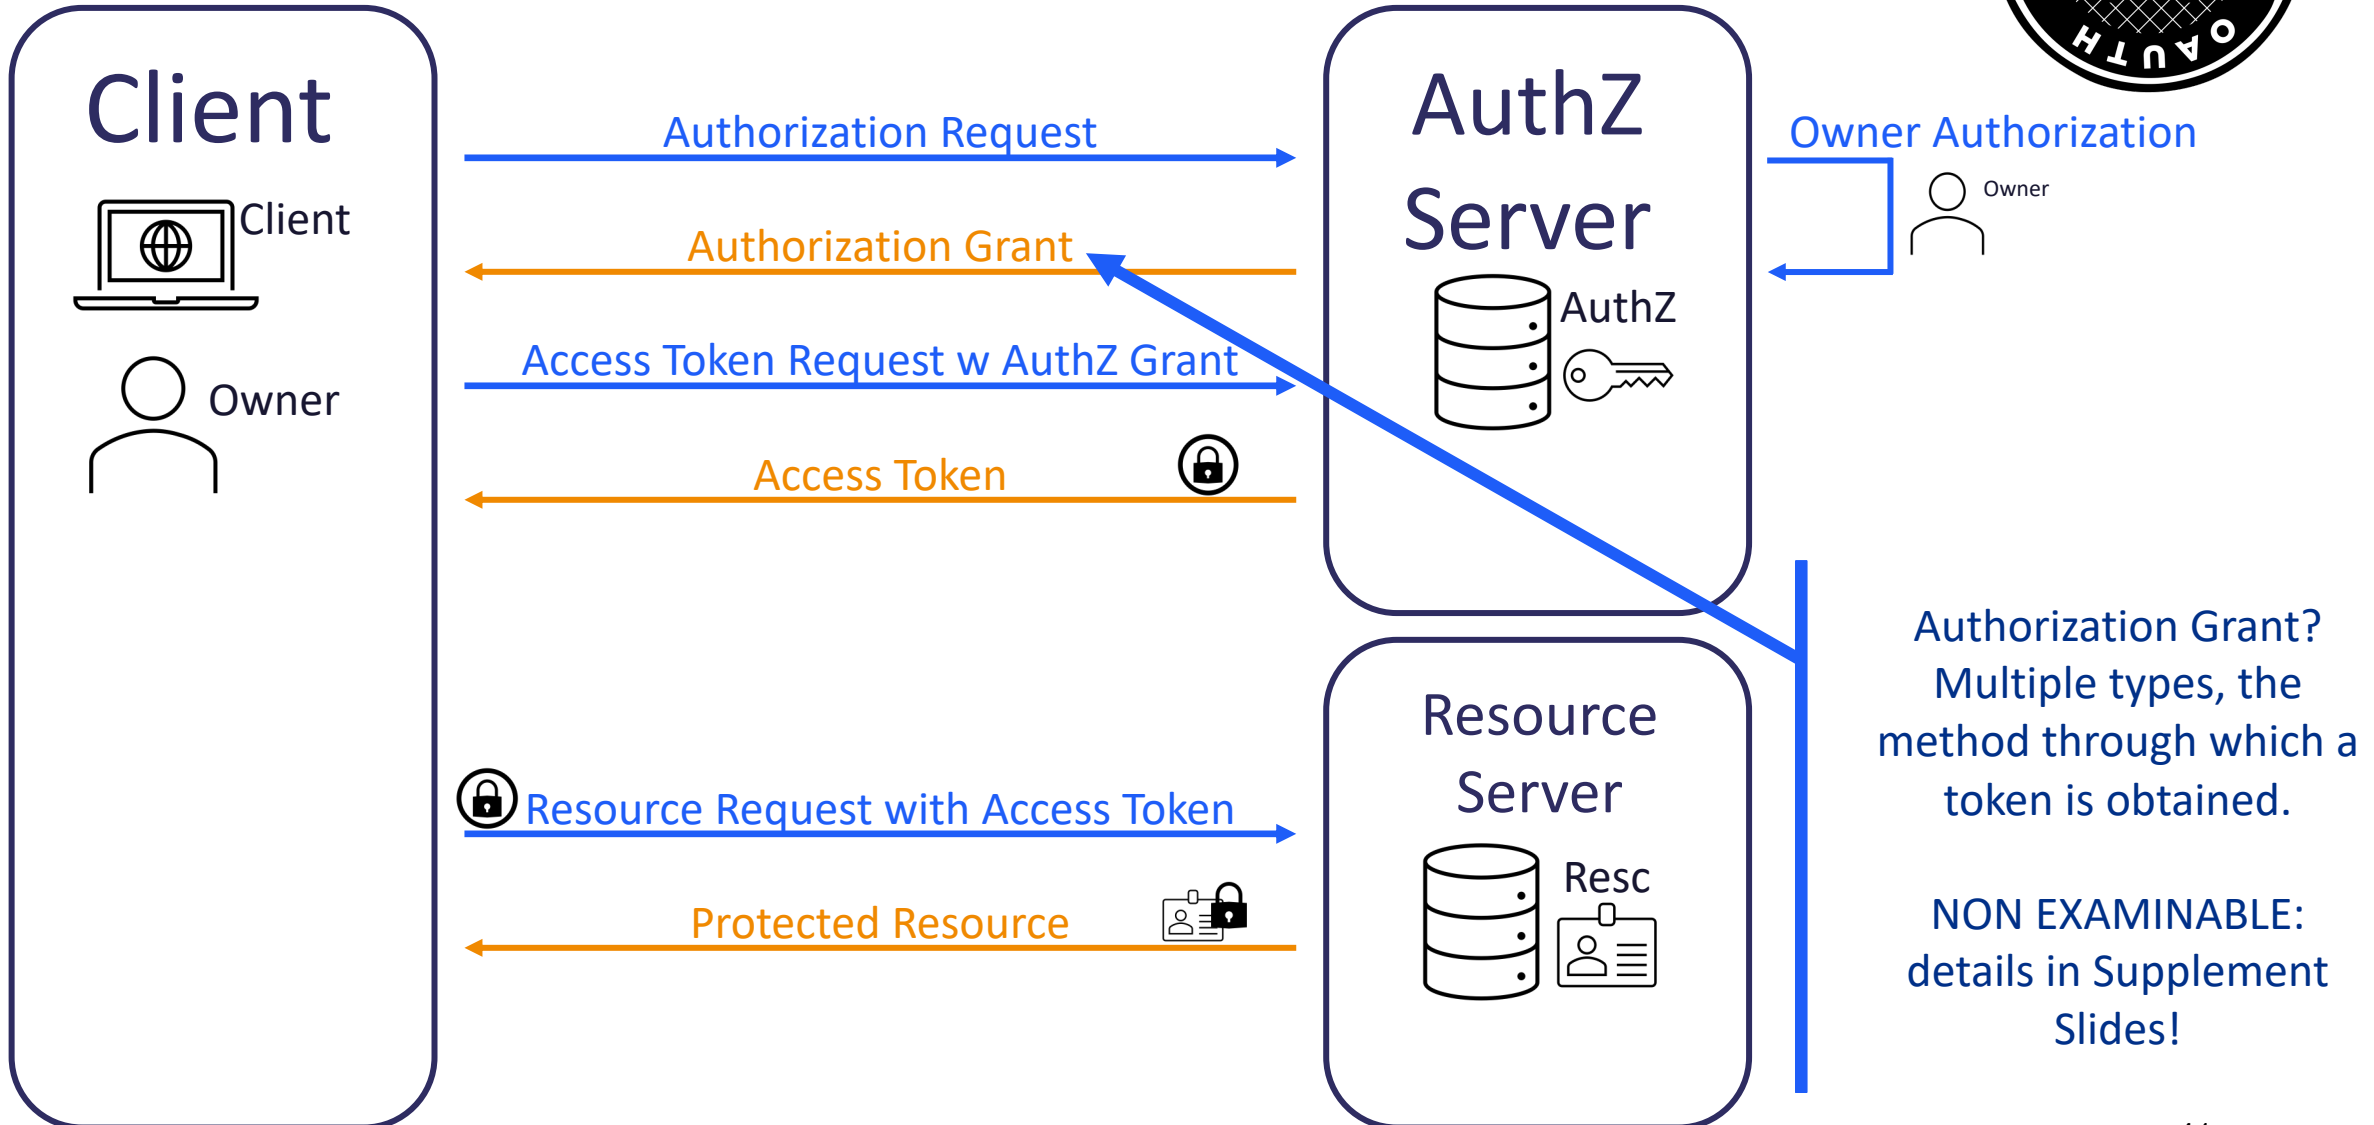 Client
Client
Owner
Authorization Request
Authorization Grant
Access Token Request w AuthZ Grant
Access Token
Resource Request with Access Token
Protected Resource
AuthZ
Server
AuthZ
Resource
Server
Resc
OAUTH
Owner Authorization
Owner
Authorization Grant?
Multiple types, the
method through which a
token is obtained.
NON EXAMINABLE:
details in Supplement
Slides!